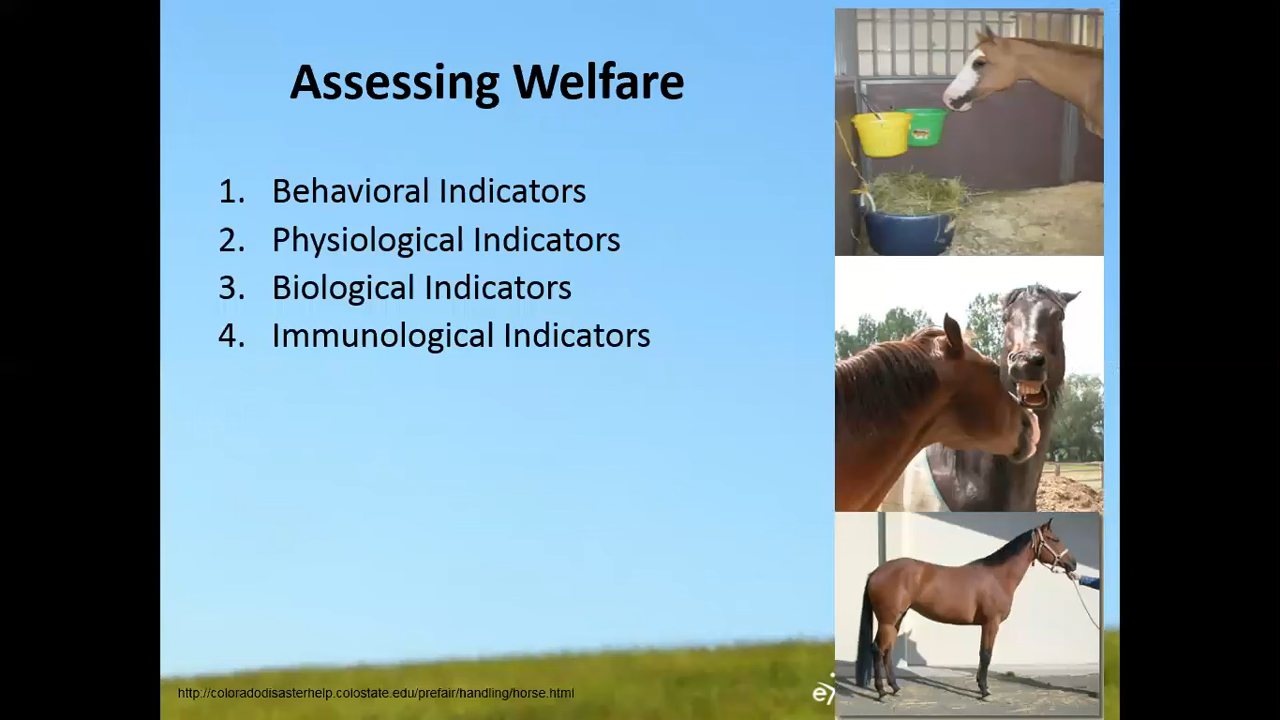 Assessing Welfare
1. Behavioral Indicators
2. Physiological Indicators
3. Biological Indicators
4. Immunological Indicators
http://coloradodisasterhelp.colostate.edu/prefair/handling/horse.html